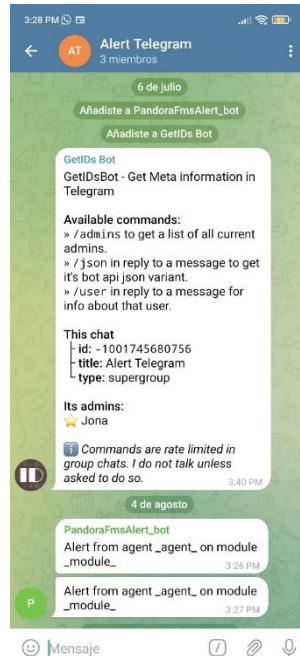 3:28 PM
AT
Alert Telegram
3 miembros
6 de julio
Añadiste a PandoraFmsAlert_bot
Añadiste a GetIDs Bot
GetIDs Bot
GetIDsBot - Get Meta information in
Telegram
Available commands:
» /admins to get a list of all current
admins.
» /json in reply to a message to get
it's bot api json variant.
» /user in reply to a message for
info about that user.
This chat
├ id: -1001745680756
├ title: Alert Telegram
└ type: supergroup
Its admins:
⭐ Jona
ℹ️ Commands are rate limited in
group chats. I do not talk unless
asked to do so.
3:40 PM
ID
4 de agosto
PandoraFmsAlert_bot
Alert from agent _agent_ on module
_module_
3:26 PM
Alert from agent _agent_ on module
_module_
3:27 PM
P
Mensaje